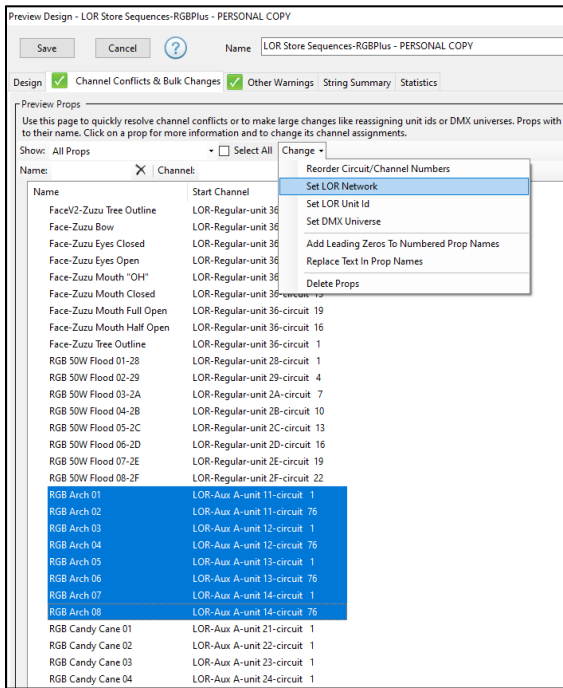 Preview Design - LOR Store Sequences-RGBPlus - PERSONAL COPY
Save Cancel ? Name LOR Store Sequences-RGBPlus - PERSONAL COPY
Design Channel Conflicts & Bulk Changes Other Warnings String Summary Statistics
Preview Props
Use this page to quickly resolve channel conflicts or to make large changes like reassigning unit ids or DMX universes. Props with
to their name. Click on a prop for more information and to change its channel assignments.
Show: All Props Select All Change
Name: Channel:
Reorder Circuit/Channel Numbers
Set LOR Network
Set LOR Unit Id
Set DMX Universe
Add Leading Zeros To Numbered Prop Names
Replace Text In Prop Names
Delete Props
Name Start Channel
FaceV2-Zuzu Tree Outline LOR-Regular-unit 36
Face-Zuzu Bow LOR-Regular-unit 36
Face-Zuzu Eyes Closed LOR-Regular-unit 36
Face-Zuzu Eyes Open LOR-Regular-unit 36
Face-Zuzu Mouth "OH" LOR-Regular-unit 36
Face-Zuzu Mouth Closed LOR-Regular-unit 36-circuit 13
Face-Zuzu Mouth Full Open LOR-Regular-unit 36-circuit 19
Face-Zuzu Mouth Half Open LOR-Regular-unit 36-circuit 16
Face-Zuzu Tree Outline LOR-Regular-unit 36-circuit 1
RGB 50W Flood 01-28 LOR-Regular-unit 28-circuit 1
RGB 50W Flood 02-29 LOR-Regular-unit 29-circuit 4
RGB 50W Flood 03-2A LOR-Regular-unit 2A-circuit 7
RGB 50W Flood 04-2B LOR-Regular-unit 2B-circuit 10
RGB 50W Flood 05-2C LOR-Regular-unit 2C-circuit 13
RGB 50W Flood 06-2D LOR-Regular-unit 2D-circuit 16
RGB 50W Flood 07-2E LOR-Regular-unit 2E-circuit 19
RGB 50W Flood 08-2F LOR-Regular-unit 2F-circuit 22
RGB Arch 01 LOR-Aux A-unit 11-circuit 1
RGB Arch 02 LOR-Aux A-unit 11-circuit 76
RGB Arch 03 LOR-Aux A-unit 12-circuit 1
RGB Arch 04 LOR-Aux A-unit 12-circuit 76
RGB Arch 05 LOR-Aux A-unit 13-circuit 1
RGB Arch 06 LOR-Aux A-unit 13-circuit 76
RGB Arch 07 LOR-Aux A-unit 14-circuit 1
RGB Arch 08 LOR-Aux A-unit 14-circuit 76
RGB Candy Cane 01 LOR-Aux A-unit 21-circuit 1
RGB Candy Cane 02 LOR-Aux A-unit 22-circuit 1
RGB Candy Cane 03 LOR-Aux A-unit 23-circuit 1
RGB Candy Cane 04 LOR-Aux A-unit 24-circuit 1